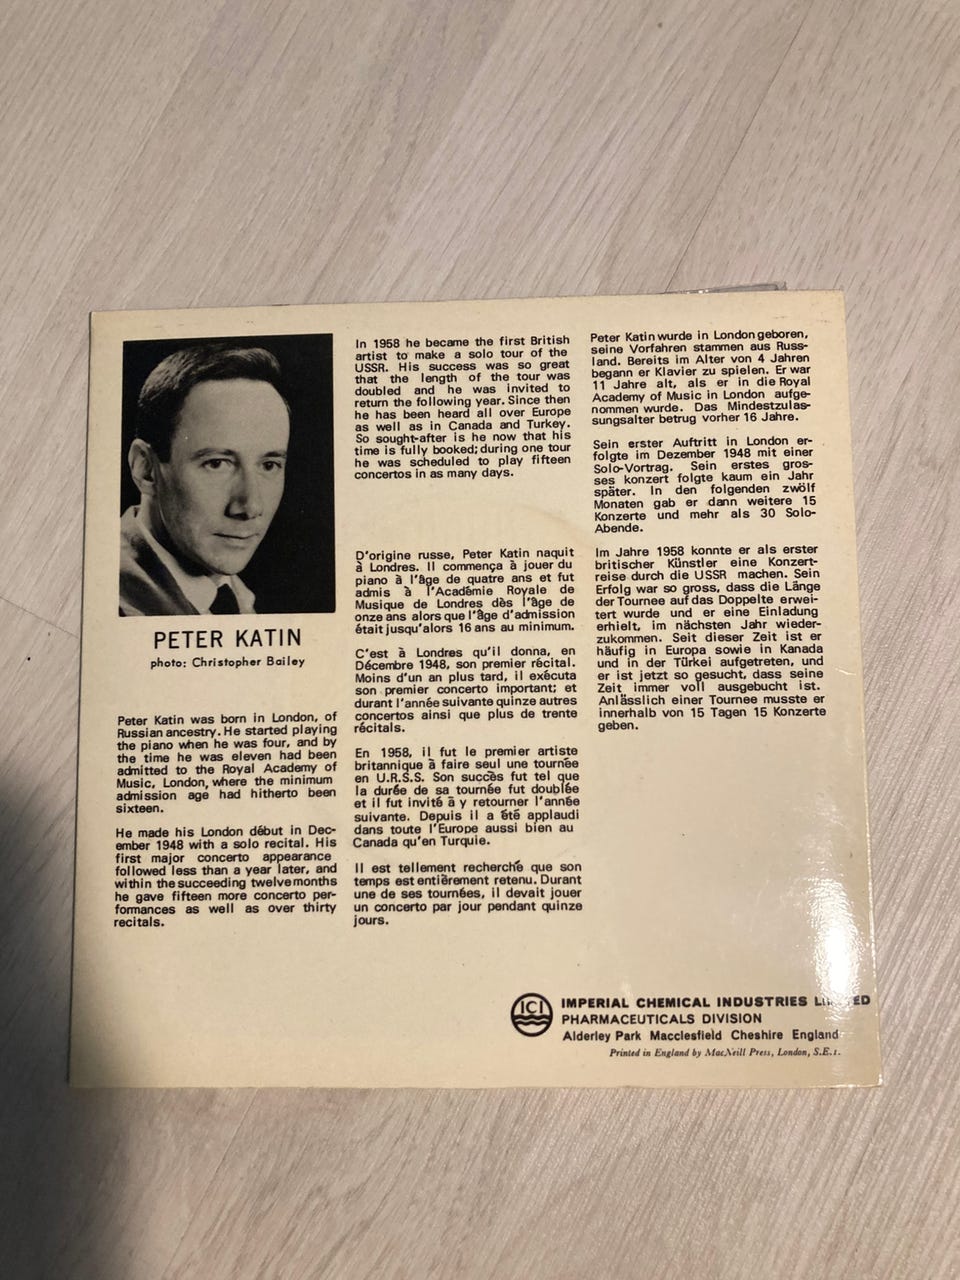 PETER KATIN
photo: Christopher Bailey
Peter Katin was born in London, of
Russian ancestry. He started playing
the piano when he was four, and by
the time he was eleven had been
admitted to the Royal Academy of
Music, London, where the minimum
admission age had hitherto been
sixteen.
He made his London début in Dec-
ember 1948 with a solo recital. His
first major concerto appearance
followed less than a year later, and
within the succeeding twelve months
he gave fifteen more concerto per-
formances as well as over thirty
recitals.
In 1958 he became the first British
artist to make a solo tour of the
USSR. His success was so great
that the length of the tour was
doubled and he was invited to
return the following year. Since then
he has been heard all over Europe
as well as in Canada and Turkey.
So sought-after is he now that his
time is fully booked; during one tour
he was scheduled to play fifteen
concertos in as many days.
D'origine russe, Peter Katin naquit
à Londres. Il commença à jouer du
piano à l'âge de quatre ans et fut
admis à l'Académie Royale de
Musique de Londres dès l'âge de
onze ans alors que l'âge d'admission
était jusqu'alors 16 ans au minimum.
C'est à Londres qu'il donna, en
Décembre 1948, son premier récital.
Moins d'un an plus tard, il exécuta
son premier concerto important; et
durant l'année suivante quinze autres
concertos ainsi que plus de trente
récitals.
En 1958, il fut le premier artiste
britannique à faire seul une tournée
en U.R.S.S. Son succès fut tel que
la durée de sa tournée fut doublée
et il fut invité à y retourner l'année
suivante. Depuis il a été applaudi
dans toute l'Europe aussi bien au
Canada qu'en Turquie.
Il est tellement recherché que son
temps est entièrement retenu. Durant
une de ses tournées, il devait jouer
un concerto par jour pendant quinze
jours.
Peter Katin wurde in London geboren,
seine Vorfahren stammen aus Russ-
land. Bereits im Alter von 4 Jahren
begann er Klavier zu spielen. Er war
11 Jahre alt, als er in die Royal
Academy of Music in London aufge-
nommen wurde. Das Mindestzulas-
sungsalter betrug vorher 16 Jahre.
Sein erster Auftritt in London er-
folgte im Dezember 1948 mit einer
Solo-Vortrag. Sein erstes gros-
ses konzert folgte kaum ein Jahr
später. In den folgenden zwölf
Monaten gab er dann weitere 15
Konzerte und mehr als 30 Solo-
Abende.
Im Jahre 1958 konnte er als erster
britischer Künstler eine Konzert-
reise durch die USSR machen. Sein
Erfolg war so gross, dass die Länge
der Tournee auf das Doppelte erwei-
tert wurde und er eine Einladung
erhielt, im nächsten Jahr wieder-
zukommen. Seit dieser Zeit ist er
häufig in Europa sowie in Kanada
und in der Türkei aufgetreten, und
er ist jetzt so gesucht, dass seine
Zeit immer voll ausgebucht ist.
Anlässlich einer Tournee musste er
innerhalb von 15 Tagen 15 Konzerte
geben.
ICI
IMPERIAL CHEMICAL INDUSTRIES LIMITED
PHARMACEUTICALS DIVISION
Alderley Park Macclesfield Cheshire England
Printed in England by MacNeill Press, London, S.E.1.